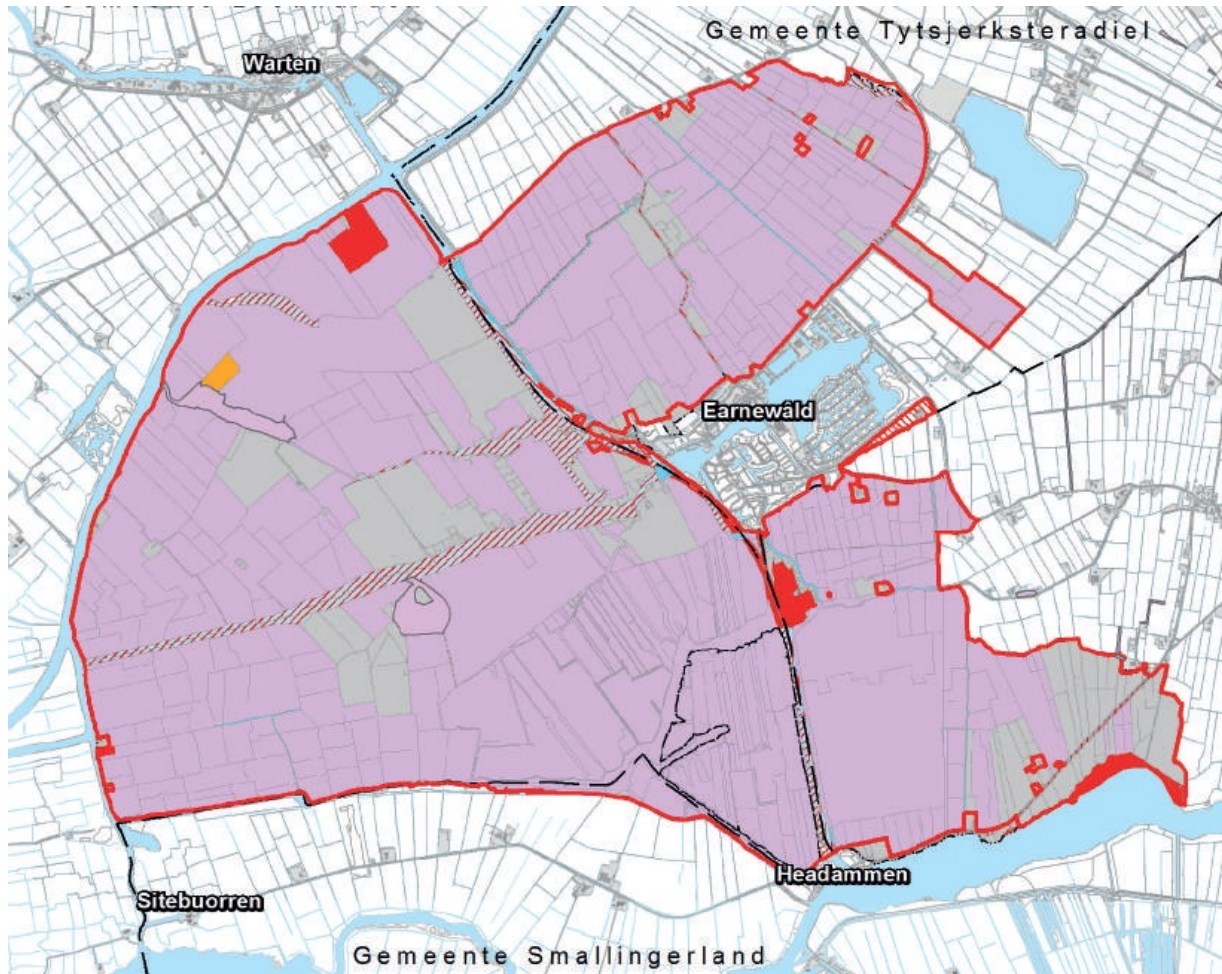 Gemeente Tytsjerksteradiel
Warten
Earnewâld
Headammen
Sitebuorren
Gemeente Smallingerland